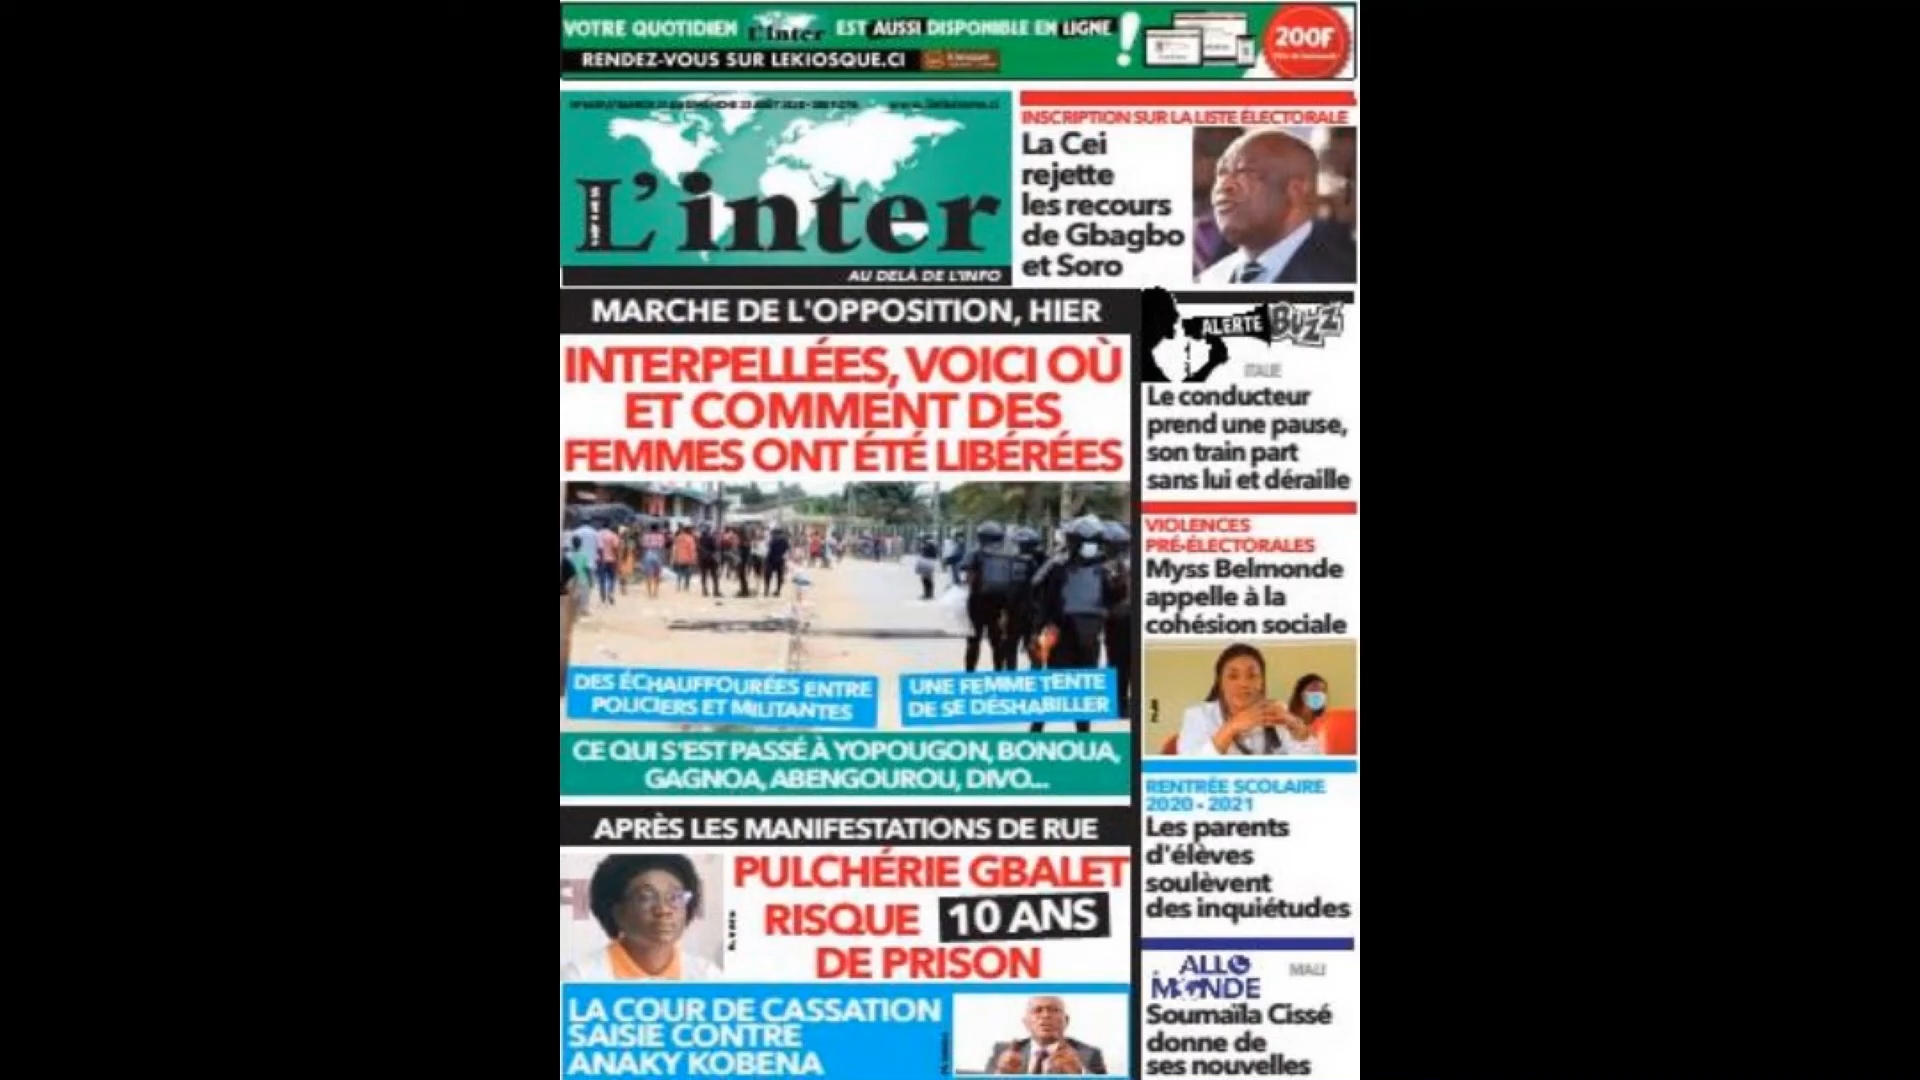 VOTRE QUOTIDIEN L'inter EST AUSSI DISPONIBLE EN LIGNE !
RENDEZ-VOUS SUR LEKIOSQUE.CI
200F
L'inter
AU DELÀ DE L'INFO
INSCRIPTION SUR LA LISTE ÉLECTORALE
La Cei
rejette
les recours
de Gbagbo
et Soro
MARCHE DE L'OPPOSITION, HIER
INTERPELLÉES, VOICI OÙ
ET COMMENT DES
FEMMES ONT ÉTÉ LIBÉRÉES
DES ÉCHAUFFOURÉES ENTRE
POLICIERS ET MILITANTES
UNE FEMME TENTE
DE SE DÉSHABILLER
CE QUI S'EST PASSÉ À YOPOUGON, BONOUA,
GAGNOA, ABENGOUROU, DIVO...
APRÈS LES MANIFESTATIONS DE RUE
PULCHÉRIE GBALET
RISQUE 10 ANS
DE PRISON
LA COUR DE CASSATION
SAISIE CONTRE
ANAKY KOBENA
ALERTE BUZZ
ITALIE
Le conducteur
prend une pause,
son train part
sans lui et déraille
VIOLENCES
PRÉ-ÉLECTORALES
Myss Belmonde
appelle à la
cohésion sociale
RENTRÉE SCOLAIRE
2020 - 2021
Les parents
d'élèves
soulèvent
des inquiétudes
ALLO
MONDE
MALI
Soumaïla Cissé
donne de
ses nouvelles